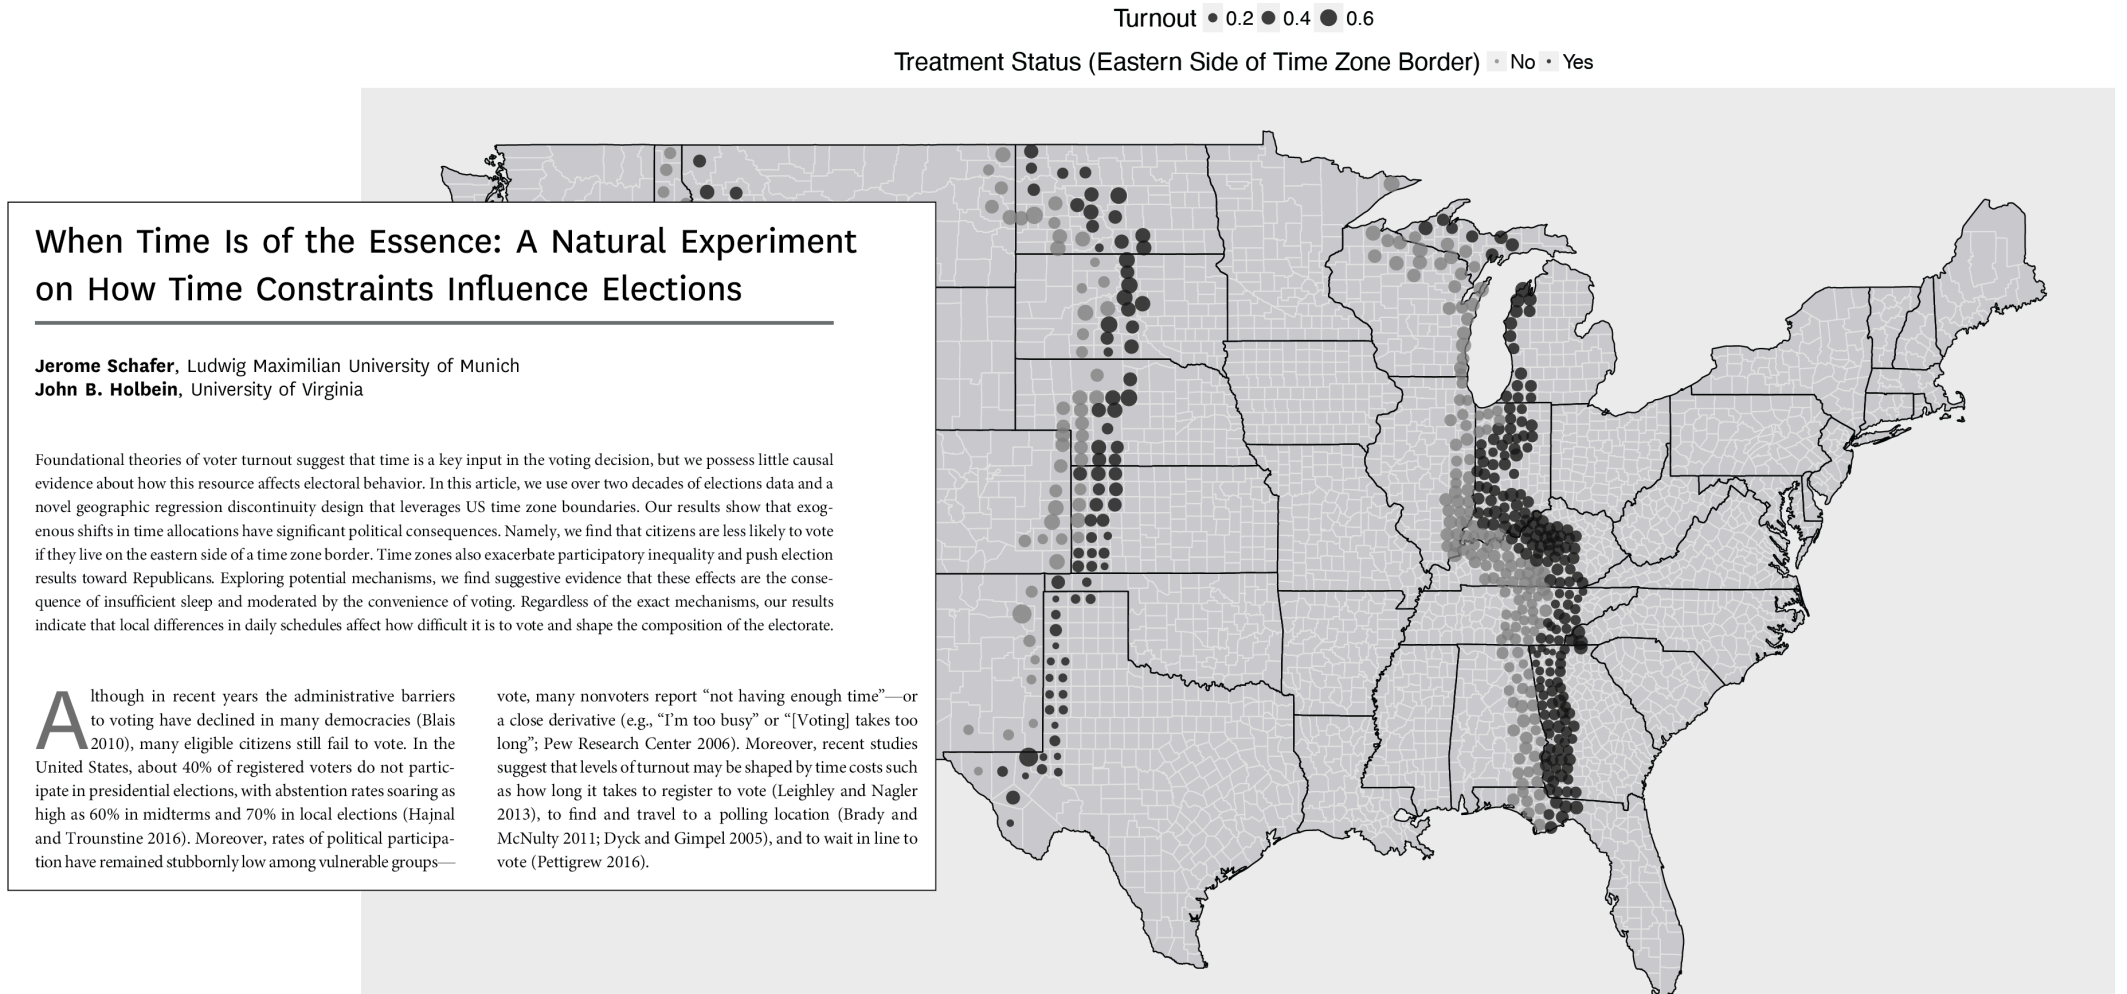 Turnout 0.2 0.4 0.6
Treatment Status (Eastern Side of Time Zone Border) No Yes
When Time Is of the Essence: A Natural Experiment
on How Time Constraints Influence Elections
Jerome Schafer, Ludwig Maximilian University of Munich
John B. Holbein, University of Virginia
Foundational theories of voter turnout suggest that time is a key input in the voting decision, but we possess little causal
evidence about how this resource affects electoral behavior. In this article, we use over two decades of elections data and a
novel geographic regression discontinuity design that leverages US time zone boundaries. Our results show that exog-
enous shifts in time allocations have significant political consequences. Namely, we find that citizens are less likely to vote
if they live on the eastern side of a time zone border. Time zones also exacerbate participatory inequality and push election
results toward Republicans. Exploring potential mechanisms, we find suggestive evidence that these effects are the conse-
quence of insufficient sleep and moderated by the convenience of voting. Regardless of the exact mechanisms, our results
indicate that local differences in daily schedules affect how difficult it is to vote and shape the composition of the electorate.
Although in recent years the administrative barriers
to voting have declined in many democracies (Blais
2010), many eligible citizens still fail to vote. In the
United States, about 40% of registered voters do not partic-
ipate in presidential elections, with abstention rates soaring as
high as 60% in midterms and 70% in local elections (Hajnal
and Trounstine 2016). Moreover, rates of political participa-
tion have remained stubbornly low among vulnerable groups—
vote, many nonvoters report “not having enough time”—or
a close derivative (e.g., “I’m too busy” or “[Voting] takes too
long”; Pew Research Center 2006). Moreover, recent studies
suggest that levels of turnout may be shaped by time costs such
as how long it takes to register to vote (Leighley and Nagler
2013), to find and travel to a polling location (Brady and
McNulty 2011; Dyck and Gimpel 2005), and to wait in line to
vote (Pettigrew 2016).